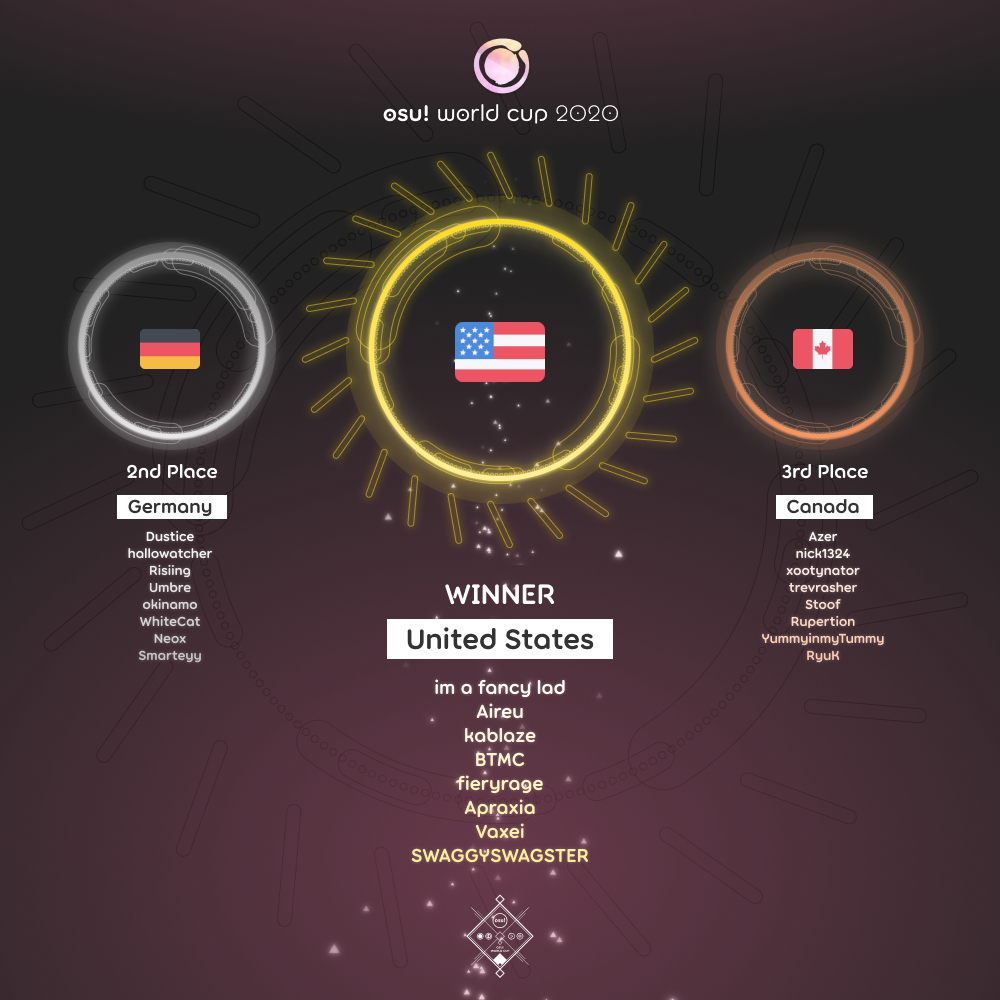 osu! world cup 2020
2nd Place
Germany
Dustice
hallowatcher
Risiing
Umbre
okinamo
WhiteCat
Neox
Smarteyy
WINNER
United States
im a fancy lad
Aireu
kablaze
BTMC
fieryrage
Apraxia
Vaxei
SWAGGYSWAGSTER
3rd Place
Canada
Azer
nick1324
xootynator
trevrasher
Stoof
Rupertion
YummyinmyTummy
RyuK
osu!